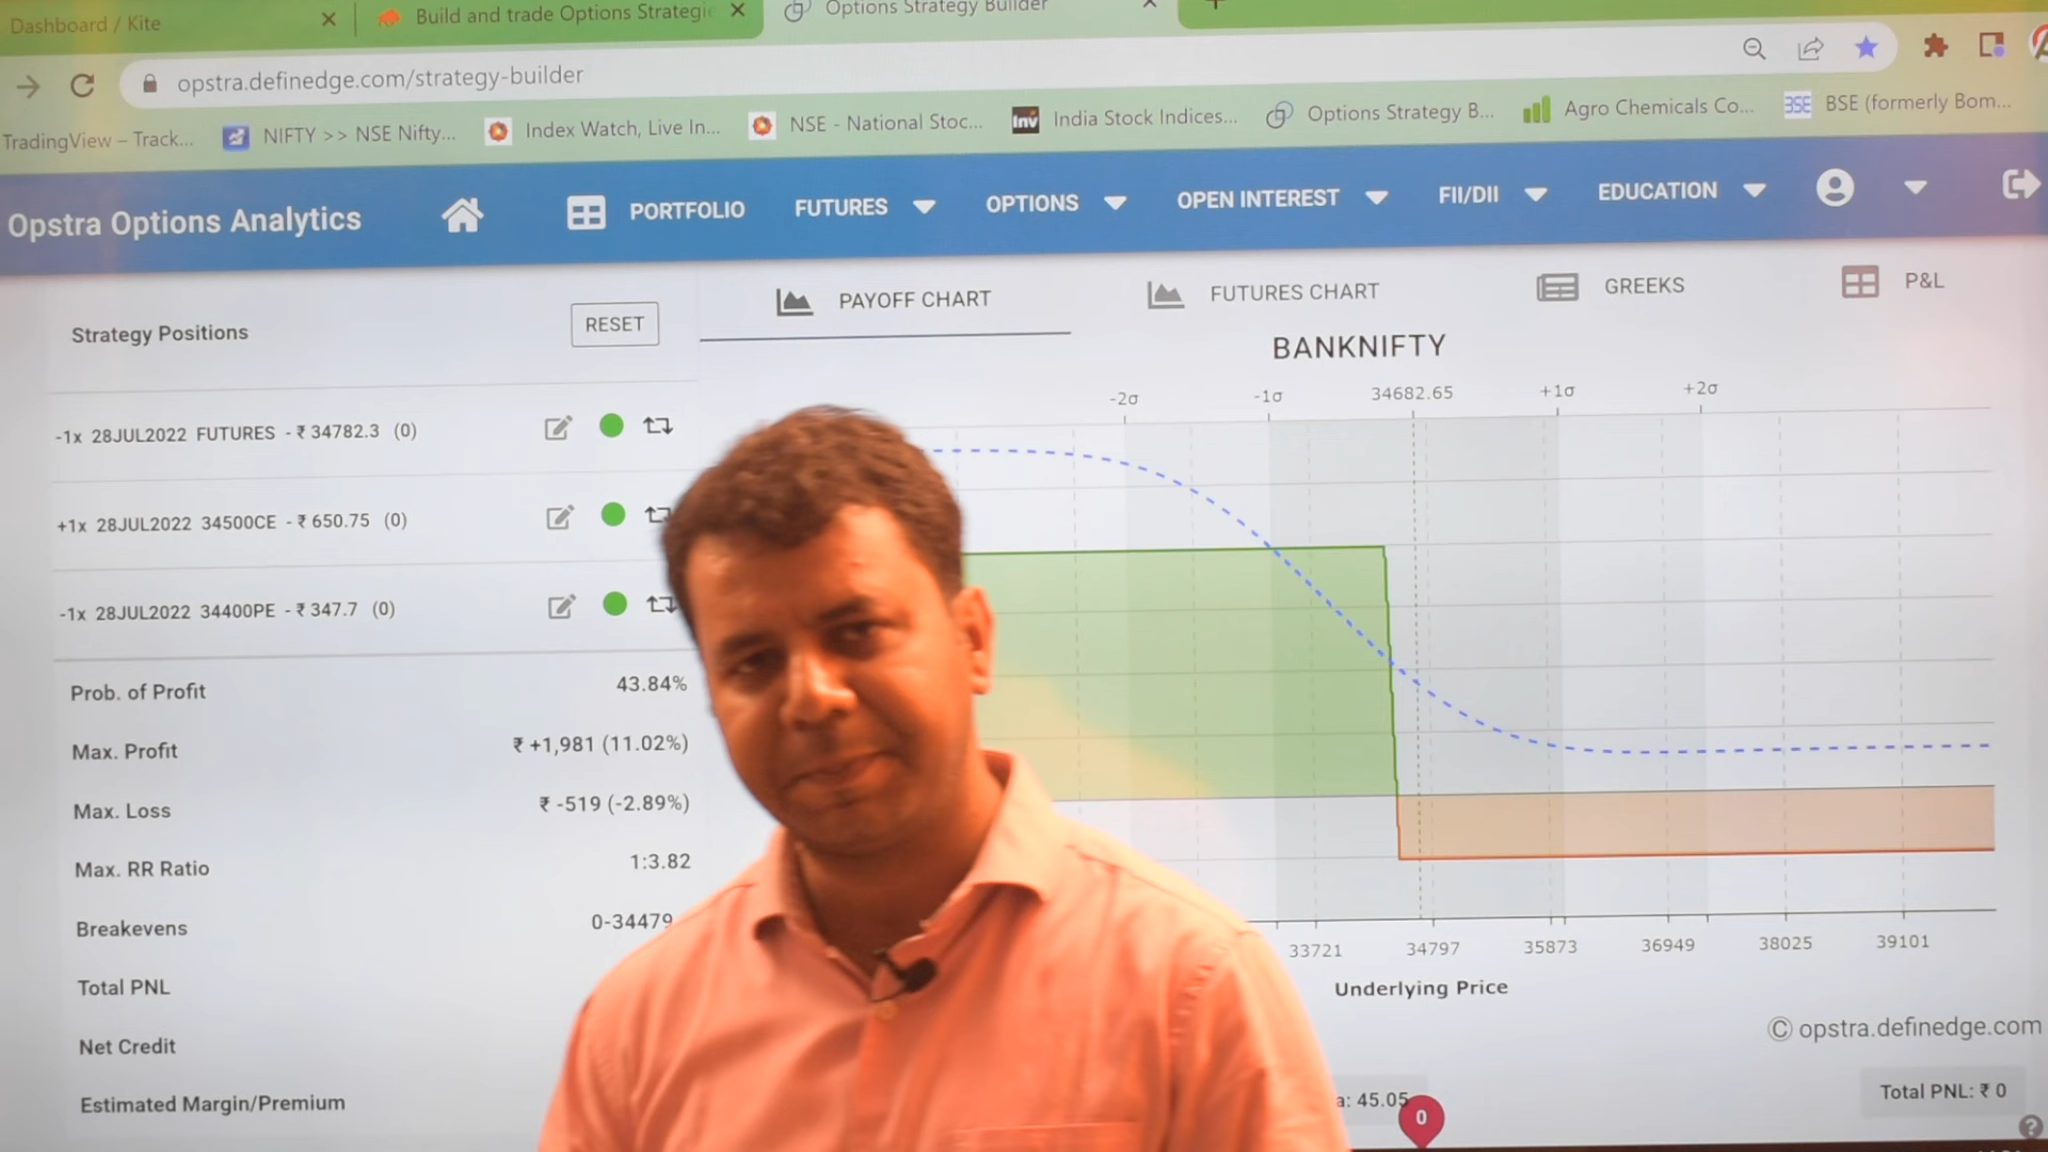 Dashboard / Kite
Build and trade Options Strategie
Options Strategy Builder
opstra.definedge.com/strategy-builder
TradingView – Track...
NIFTY >> NSE Nifty...
Index Watch, Live In...
NSE - National Stoc...
Inv
India Stock Indices...
Options Strategy B...
Agro Chemicals Co...
BSE
BSE (formerly Bom...
Opstra Options Analytics
PORTFOLIO
FUTURES
OPTIONS
OPEN INTEREST
FII/DII
EDUCATION
Strategy Positions
RESET
-1x 28JUL2022 FUTURES - ₹ 34782.3 (0)
+1x 28JUL2022 34500CE - ₹ 650.75 (0)
-1x 28JUL2022 34400PE - ₹ 347.7 (0)
Prob. of Profit 43.84%
Max. Profit ₹ +1,981 (11.02%)
Max. Loss ₹ -519 (-2.89%)
Max. RR Ratio 1:3.82
Breakevens 0-34479
Total PNL
Net Credit
Estimated Margin/Premium
PAYOFF CHART
FUTURES CHART
GREEKS
P&L
BANKNIFTY
-2σ -1σ 34682.65 +1σ +2σ
33721 34797 35873 36949 38025 39101
Underlying Price
© opstra.definedge.com
a: 45.05
0
Total PNL: ₹ 0